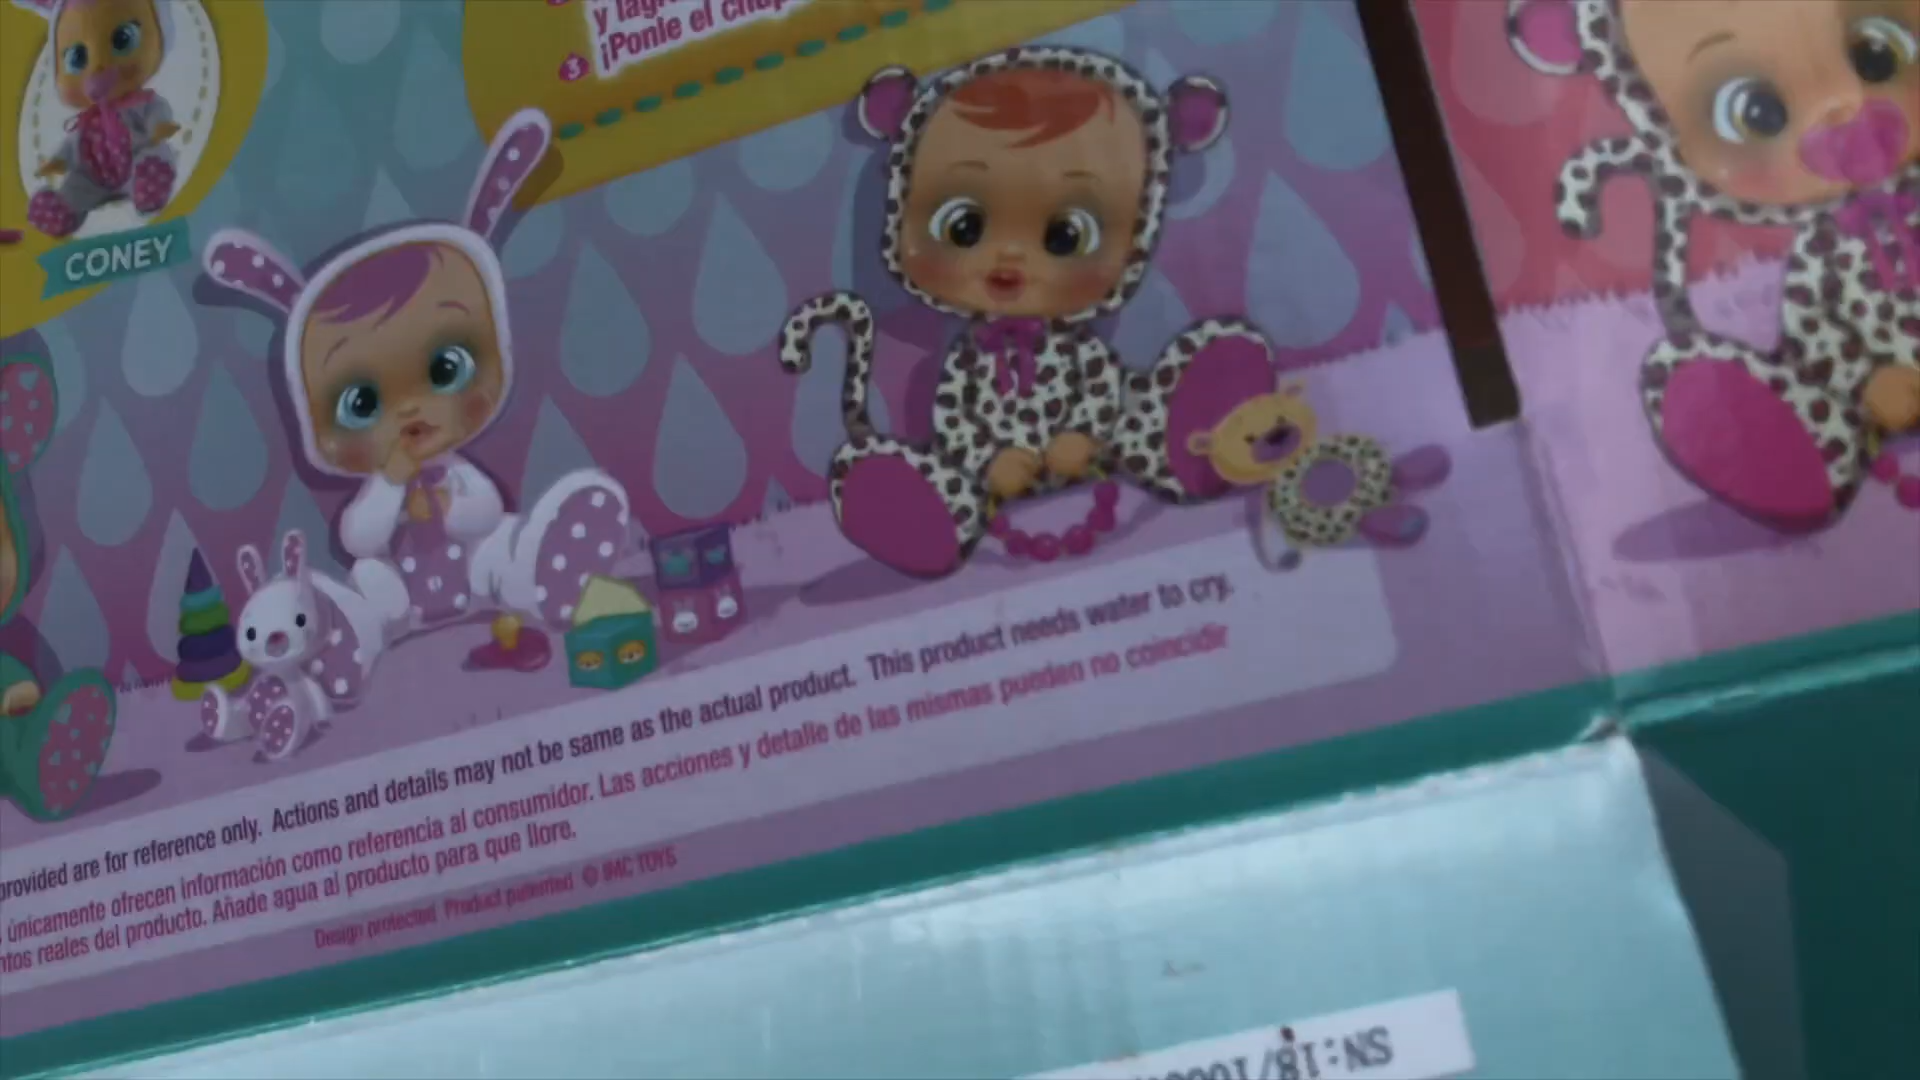 y lagr
3 ¡Ponle el chup
CONEY
provided are for reference only. Actions and details may not be same as the actual product. This product needs water to cry.
únicamente ofrecen información como referencia al consumidor. Las acciones y detalle de las mismas pueden no coincidir
ntos reales del producto. Añade agua al producto para que llore.
Design protected Product patented © IMC TOYS
SN:18/1000